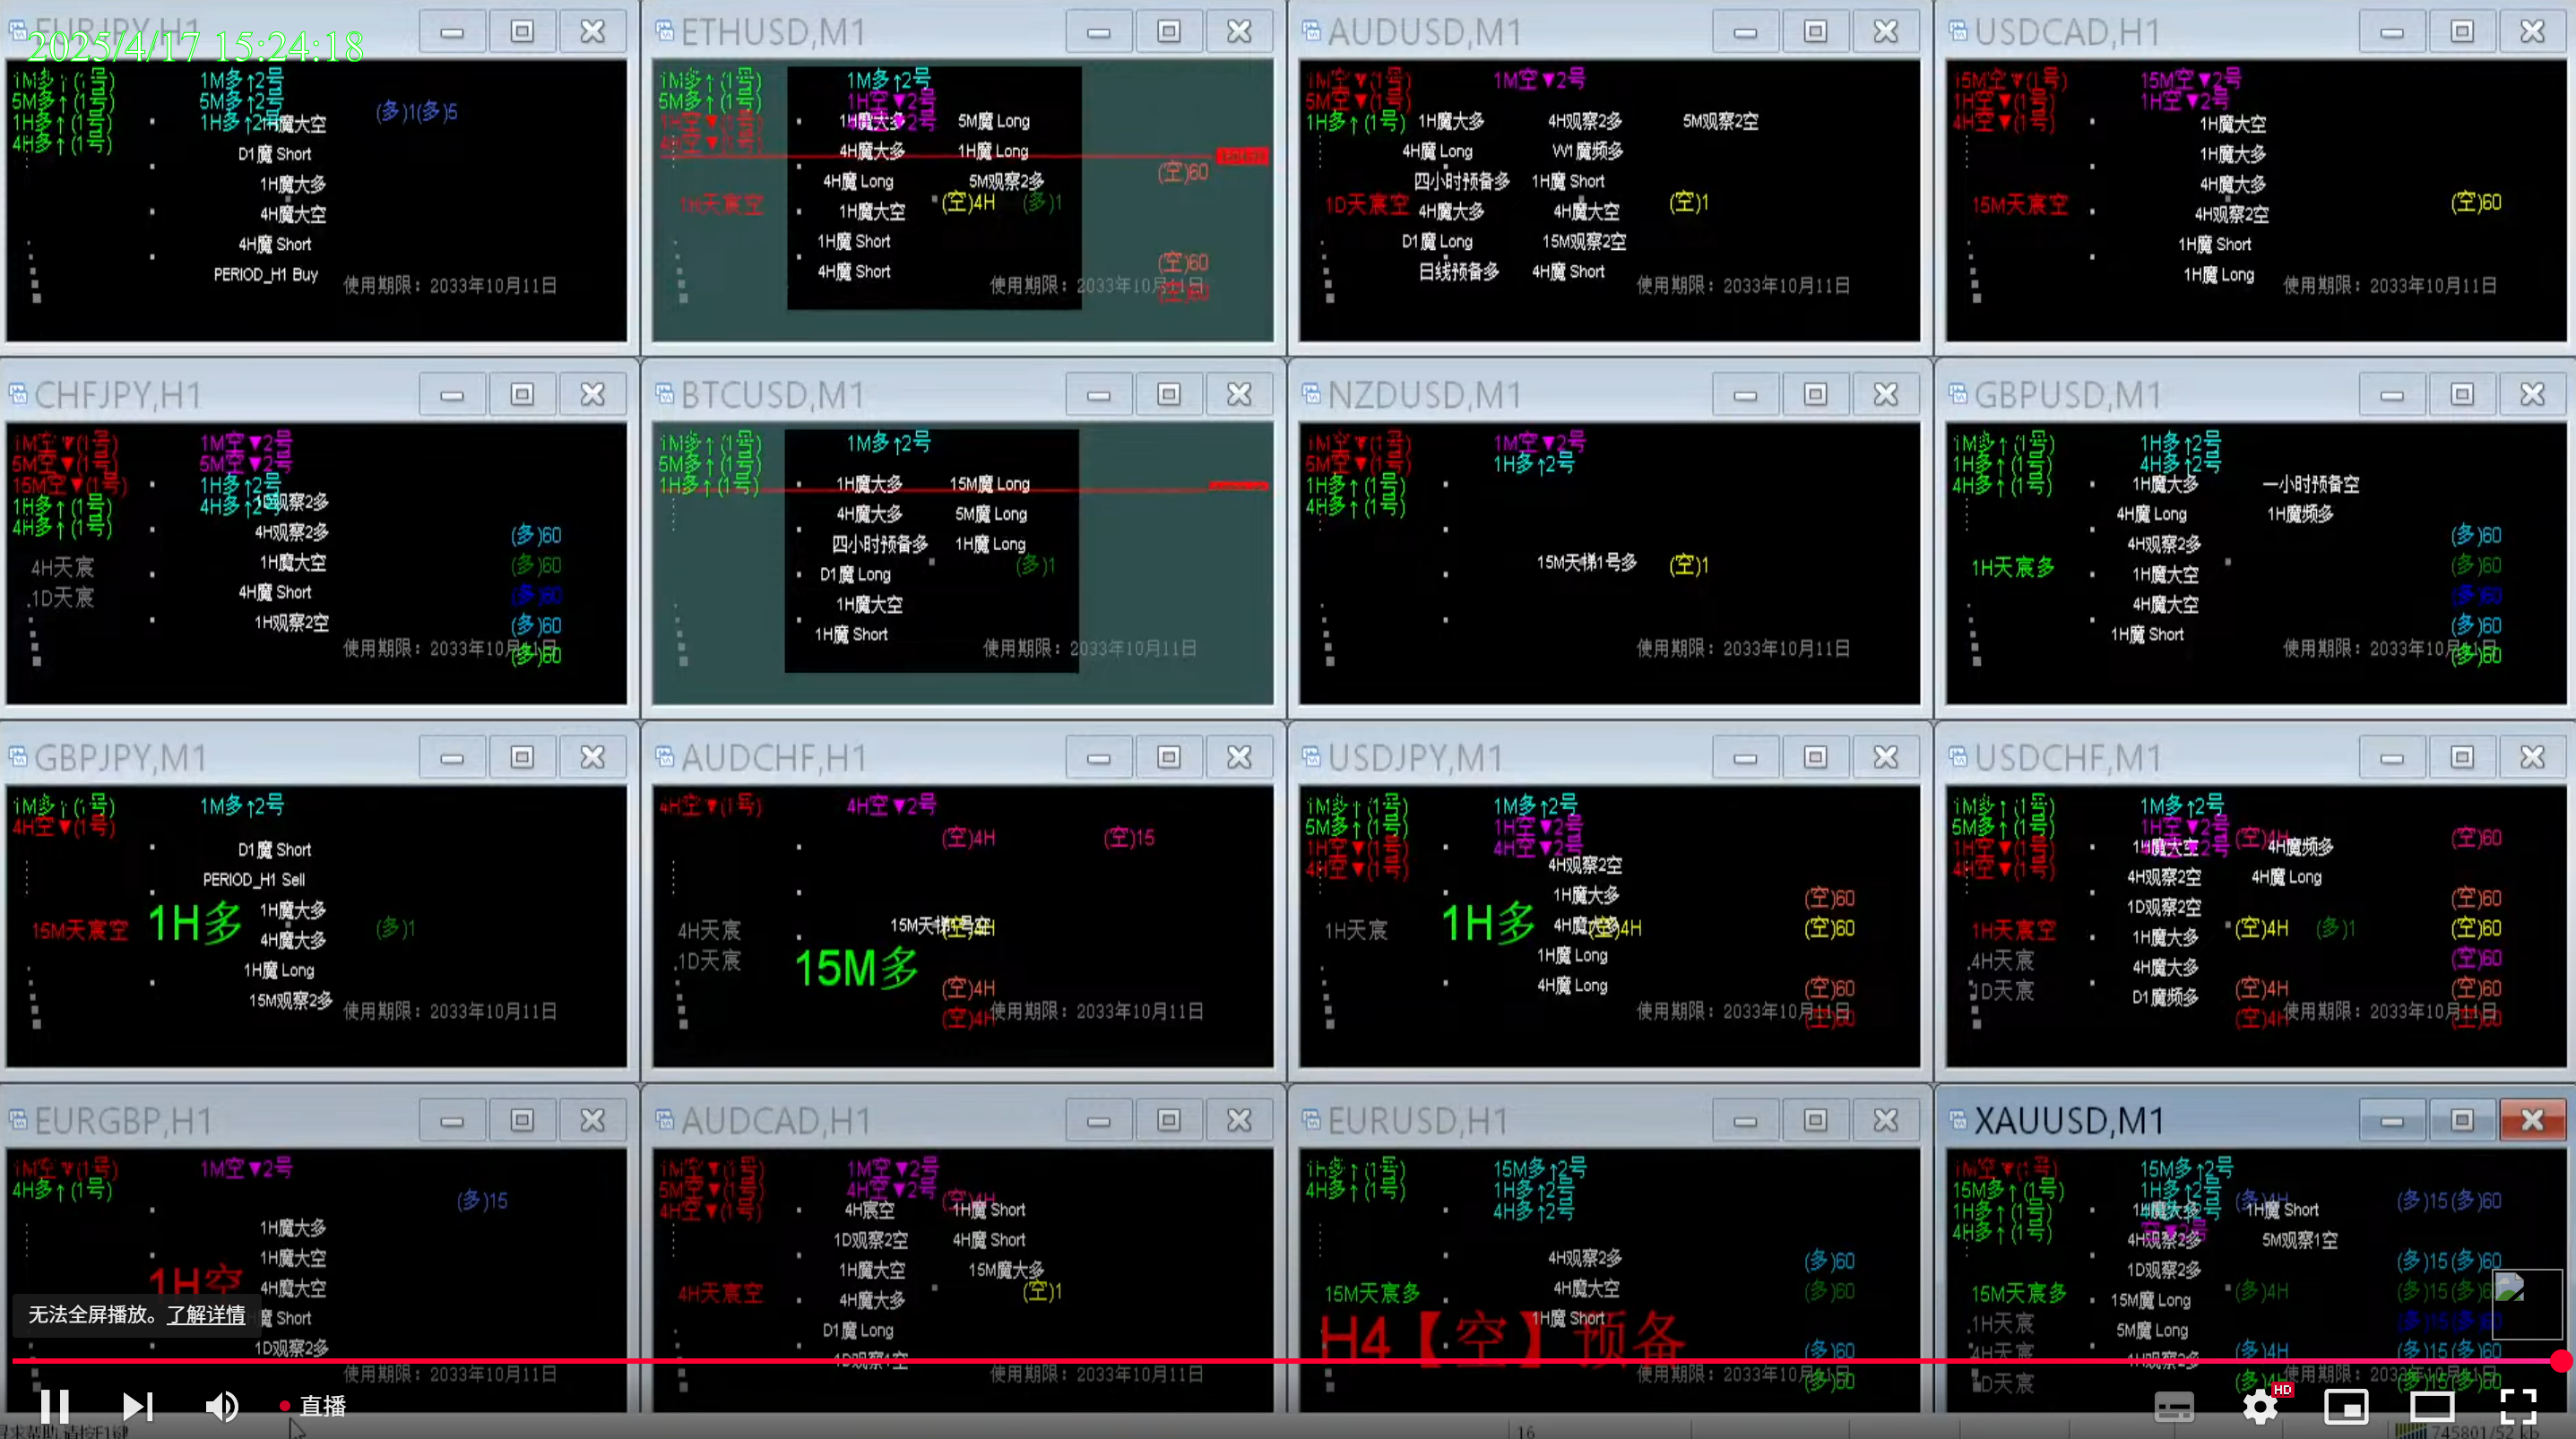 EURJPY,H1
2025/4/17 15:24:18
1M多↑(1号) 1M多↑2号
5M多↑(1号) 5M多↑2号 (多)1(多)5
1H多↑(1号) 1H多↑2号 1H魔大空
4H多↑(1号)
D1魔 Short
1H魔大多
4H魔大空
4H魔 Short
PERIOD_H1 Buy
使用期限：2033年10月11日
ETHUSD,M1
1M多↑(1号) 1M多↑2号
5M多↑(1号) 1H空▼2号
1H空▼(1号) 1H魔大多 5M魔 Long
4H空▼(1号)
4H魔大多 1H魔 Long
(空)60
4H魔 Long 5M观察2多
1H天宸空 1H魔大空 (空)4H (多)1
1H魔 Short
(空)60
4H魔 Short
使用期限：2033年10月11日
(空)60
AUDUSD,M1
1M空▼(1号) 1M空▼2号
5M空▼(1号)
1H多↑(1号) 1H魔大多 4H观察2多 5M观察2空
4H魔 Long W1魔频多
四小时预备多 1H魔 Short
1D天宸空 4H魔大多 4H魔大空 (空)1
D1魔 Long 15M观察2空
日线预备多 4H魔 Short
使用期限：2033年10月11日
USDCAD,H1
15M空▼(1号) 15M空▼2号
1H空▼(1号) 1H空▼2号
4H空▼(1号) 1H魔大空
1H魔大多
4H魔大多
15M天宸空 4H观察2空 (空)60
1H魔 Short
1H魔 Long
使用期限：2033年10月11日
CHFJPY,H1
1M空▼(1号) 1M空▼2号
5M空▼(1号) 5M空▼2号
15M空▼(1号) 1H多↑2号
1H多↑(1号) 4H多↑2号 观察2多
4H多↑(1号) 4H观察2多 (多)60
4H天宸 1H魔大空 (多)60
1D天宸 4H魔 Short (多)60
1H观察2空 (多)60
使用期限：2033年10月11日
(多)60
BTCUSD,M1
1M多↑(1号) 1M多↑2号
5M多↑(1号)
1H多↑(1号) 1H魔大多 15M魔 Long
4H魔大多 5M魔 Long
四小时预备多 1H魔 Long
D1魔 Long (多)1
1H魔大空
1H魔 Short
使用期限：2033年10月11日
NZDUSD,M1
1M空▼(1号) 1M空▼2号
5M空▼(1号) 1H多↑2号
1H多↑(1号)
4H多↑(1号)
15M天梯1号多 (空)1
使用期限：2033年10月11日
GBPUSD,M1
1M多↑(1号) 1H多↑2号
1H多↑(1号) 4H多↑2号
4H多↑(1号) 1H魔大多 一小时预备空
4H魔 Long 1H魔频多
4H观察2多 (多)60
1H天宸多 1H魔大空 (多)60
4H魔大空 (多)60
1H魔 Short (多)60
使用期限：2033年10月11日
(多)60
GBPJPY,M1
1M多↑(1号) 1M多↑2号
4H空▼(1号)
D1魔 Short
PERIOD_H1 Sell
1H魔大多
15M天宸空 1H多 4H魔大多 (多)1
1H魔 Long
15M观察2多
使用期限：2033年10月11日
AUDCHF,H1
4H空▼(1号) 4H空▼2号
(空)4H (空)15
4H天宸 15M天梯 (空)4H
1D天宸 15M多
(空)4H
(空)4H 使用期限：2033年10月11日
USDJPY,M1
1M多↑(1号) 1M多↑2号
5M多↑(1号) 1H空▼2号
1H空▼(1号) 4H空▼2号
4H空▼(1号) 4H观察2空
1H魔大多 (空)60
1H天宸 1H多 4H魔大多 (空)4H (空)60
1H魔 Long
4H魔 Long (空)60
使用期限：2033年10月11日
(空)60
USDCHF,M1
1M多↑(1号) 1M多↑2号
5M多↑(1号) 1H空▼2号 (空)4H (空)60
1H空▼(1号) 1H魔大空 4H魔频多
4H空▼(1号) 4H观察2空 4H魔 Long
1D观察2空 (空)60
1H天宸空 1H魔大多 (空)4H (多)1 (空)60
4H天宸 4H魔大多 (空)60
1D天宸 D1魔频多 (空)4H (空)60
(空)4H 使用期限：2033年10月11日
(空)60
EURGBP,H1
1M空▼(1号) 1M空▼2号
4H多↑(1号) (多)15
1H魔大多
1H魔大空
1H空 4H魔大空
无法全屏播放。了解详情 魔 Short
1D观察2多
使用期限：2033年10月11日
AUDCAD,H1
1M空▼(1号) 1M空▼2号
5M空▼(1号) 4H空▼2号 (空)4H
4H空▼(1号) 4H宸空 1H魔 Short
1D观察2空 4H魔 Short
1H魔大空 15M魔大多
4H天宸空 4H魔大多 (空)1
D1魔 Long
1D观察1空
使用期限：2033年10月11日
EURUSD,H1
1H多↑(1号) 15M多↑2号
4H多↑(1号) 1H多↑2号
4H多↑2号
4H观察2多 (多)60
15M天宸多 4H魔大空 (多)60
1H魔 Short
H4【空】预备 (多)60
使用期限：2033年10月11日
(多)60
XAUUSD,M1
1M空▼(1号) 15M多↑2号
15M多↑(1号) 1H多↑2号 (多)4H (多)15(多)60
1H多↑(1号) 1H魔大多 1H魔 Short
4H多↑(1号) 空▼2号
4H观察2多 5M观察1空
1D观察2多 (多)15(多)60
15M天宸多 15M魔 Long (多)4H
1H天宸 5M魔 Long
4H天宸 4H观察2多 (多)4H (多)15(多)60
1D天宸 使用期限：2033年10月11日
直播
HD
16
745801/52 kb